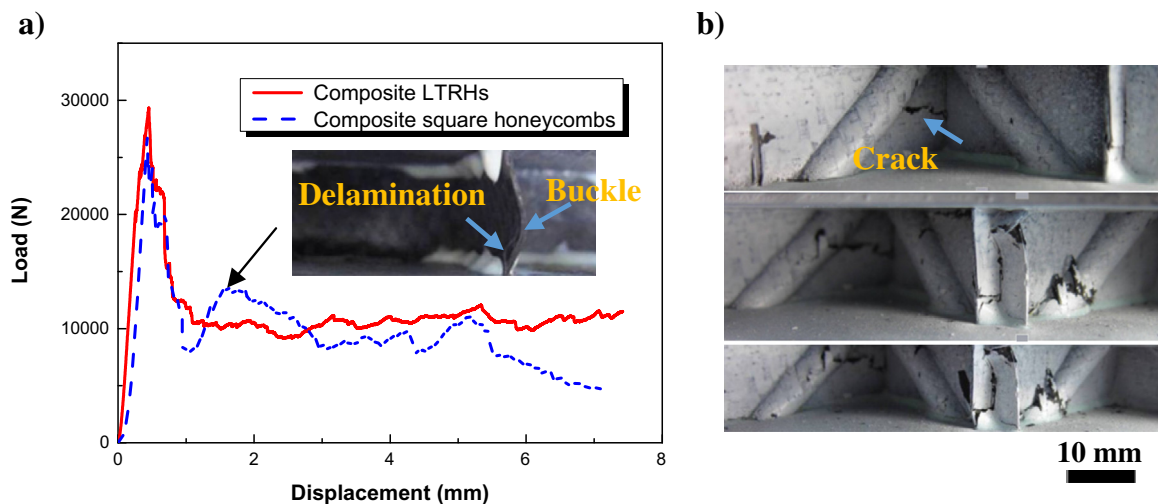 a)
b)
30000
20000
10000
0
Load (N)
Composite LTRHs
Composite square honeycombs
Delamination
Buckle
0
2
4
6
8
Displacement (mm)
Crack
10 mm